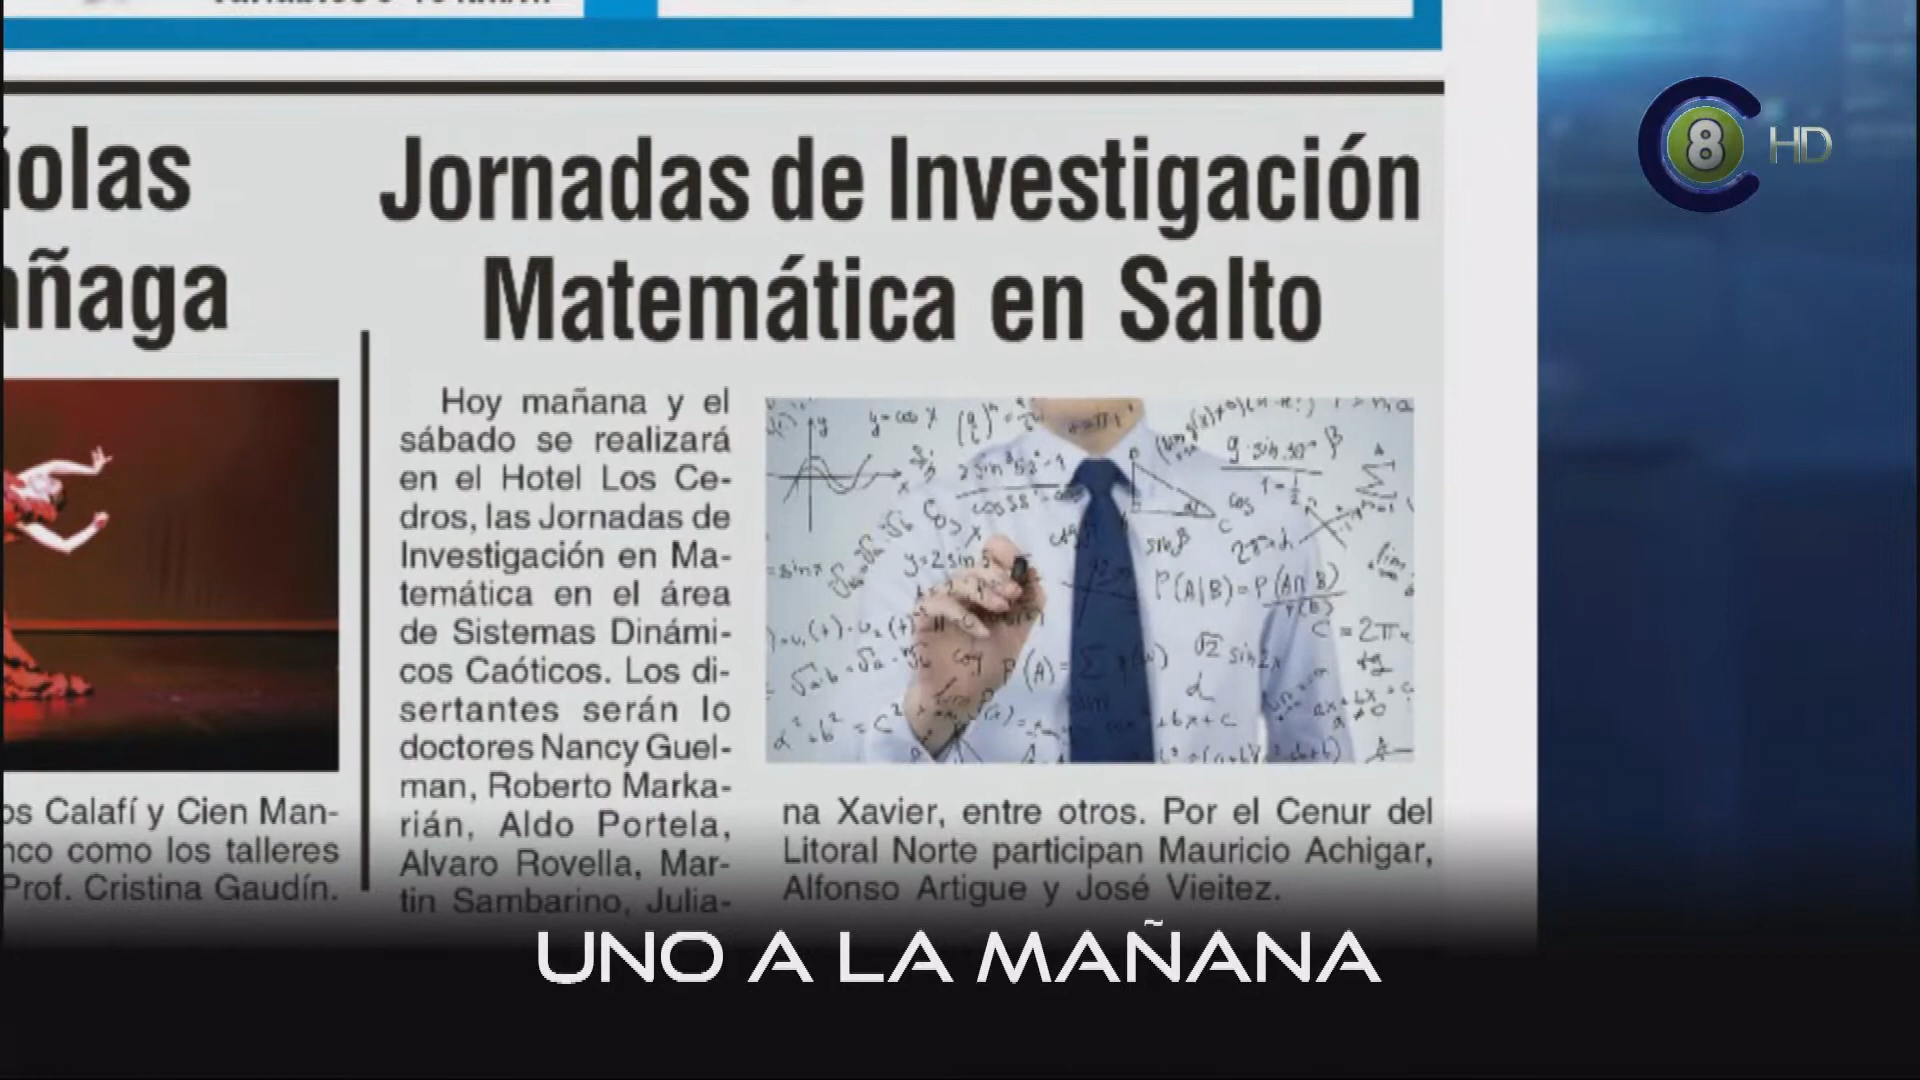 8 HD
ñolas
añaga
os Calafí y Cien Man-
nco como los talleres
Prof. Cristina Gaudín.
Jornadas de Investigación
Matemática en Salto
Hoy mañana y el
sábado se realizará
en el Hotel Los Ce-
dros, las Jornadas de
Investigación en Ma-
temática en el área
de Sistemas Dinámi-
cos Caóticos. Los di-
sertantes serán lo
doctores Nancy Guel-
man, Roberto Marka-
rián, Aldo Portela,
Alvaro Rovella, Mar-
tin Sambarino, Julia-
na Xavier, entre otros. Por el Cenur del
Litoral Norte participan Mauricio Achigar,
Alfonso Artigue y José Vieitez.
UNO A LA MAÑANA